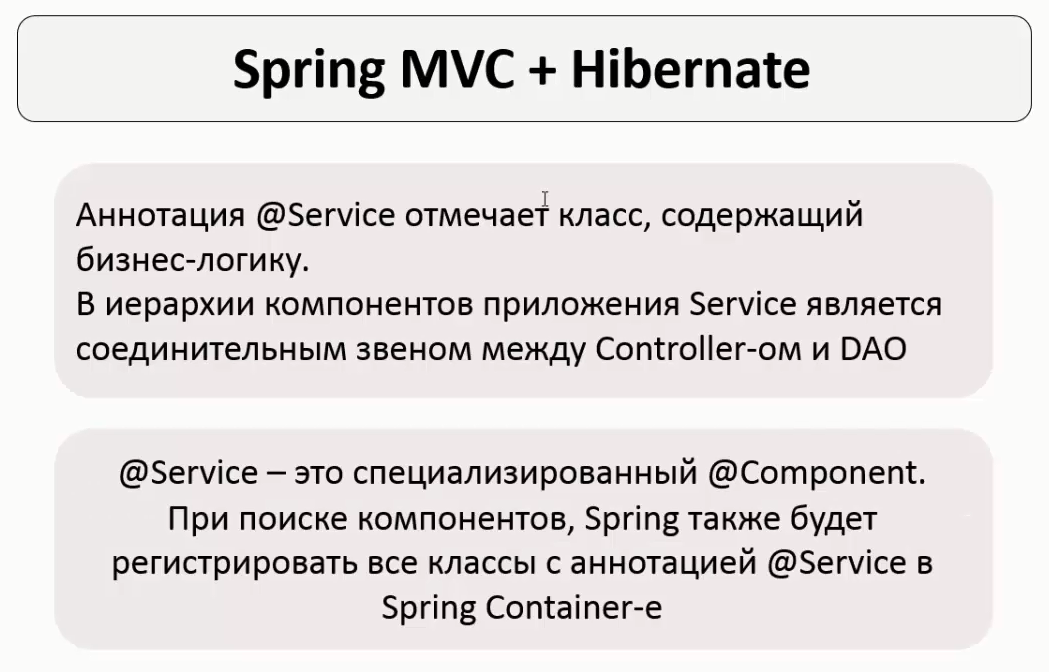 Spring MVC + Hibernate
Аннотация @Service отмечает класс, содержащий
бизнес-логику.
В иерархии компонентов приложения Service является
соединительным звеном между Controller-ом и DAO
@Service – это специализированный @Component.
При поиске компонентов, Spring также будет
регистрировать все классы с аннотацией @Service в
Spring Container-е